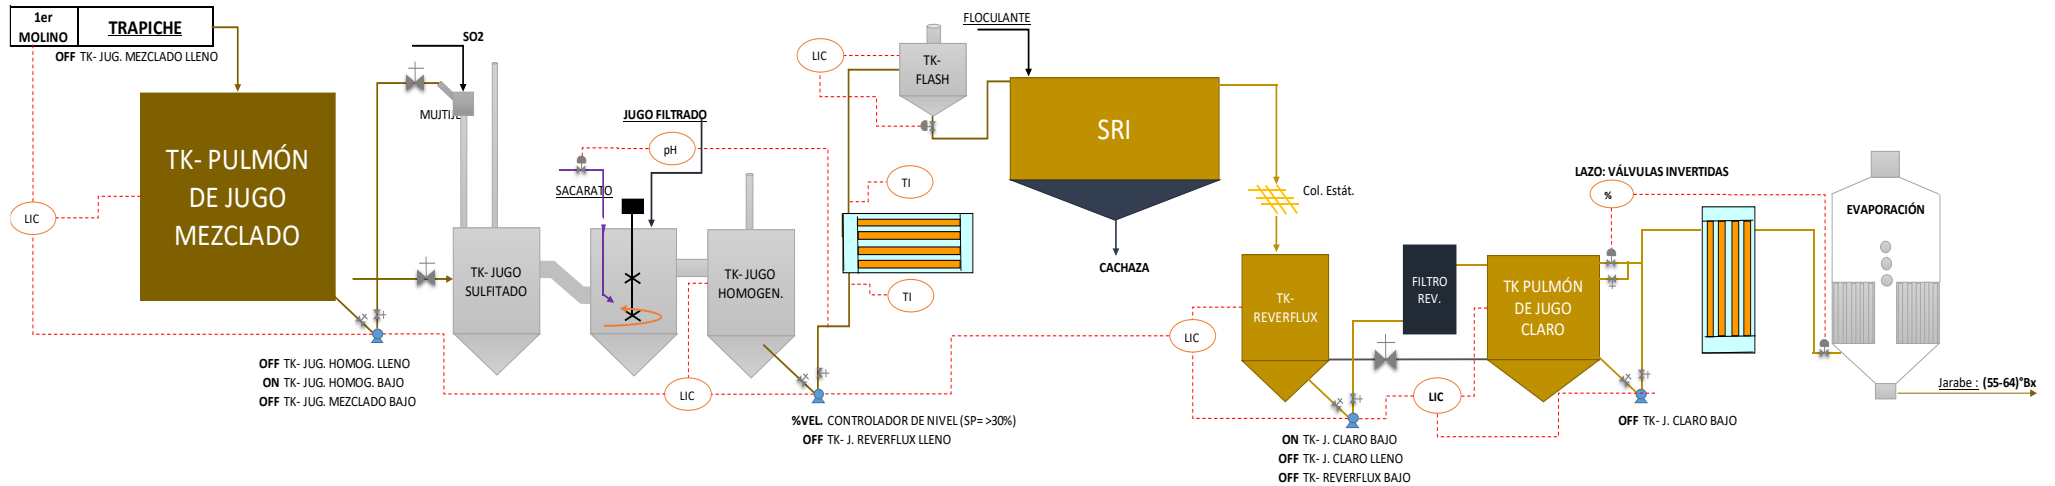 1er
MOLINO
TRAPICHE
OFF TK- JUG. MEZCLADO LLENO
LIC
TK- PULMÓN
DE JUGO
MEZCLADO
SO2
MUJTIJE
TK- JUGO
SULFITADO
OFF TK- JUG. HOMOG. LLENO
ON TK- JUG. HOMOG. BAJO
OFF TK- JUG. MEZCLADO BAJO
JUGO FILTRADO
pH
SACARATO
TK- JUGO
HOMOGEN.
LIC
%VEL. CONTROLADOR DE NIVEL (SP= >30%)
OFF TK- J. REVERFLUX LLENO
TI
TI
LIC
TK-
FLASH
FLOCULANTE
SRI
CACHAZA
Col. Estát.
LIC
TK-
REVERFLUX
FILTRO
REV.
LIC
ON TK- J. CLARO BAJO
OFF TK- J. CLARO LLENO
OFF TK- REVERFLUX BAJO
TK PULMÓN
DE JUGO
CLARO
OFF TK- J. CLARO BAJO
LAZO: VÁLVULAS INVERTIDAS
%
EVAPORACIÓN
Jarabe : (55-64)°Bx